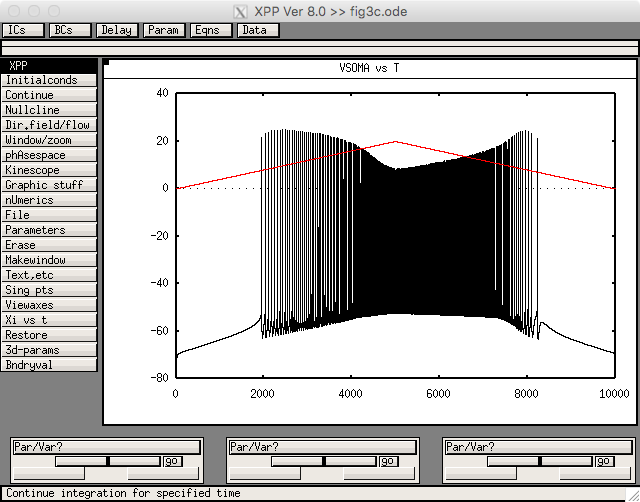 XPP Ver 8.0 >> fig3c.ode
ICs BCs Delay Param Eqns Data
XPP
Initialconds
Continue
Nullcline
Dir.field/flow
Window/zoom
phAsespace
Kinescope
Graphic stuff
nUmerics
File
Parameters
Erase
Makewindow
Text,etc
Sing pts
Viewaxes
Xi vs t
Restore
3d-params
Bndryval
VSOMA vs T
40
20
0
-20
-40
-60
-80
0 2000 4000 6000 8000 10000
Par/Var? Par/Var? Par/Var?
go go go
Continue integration for specified time